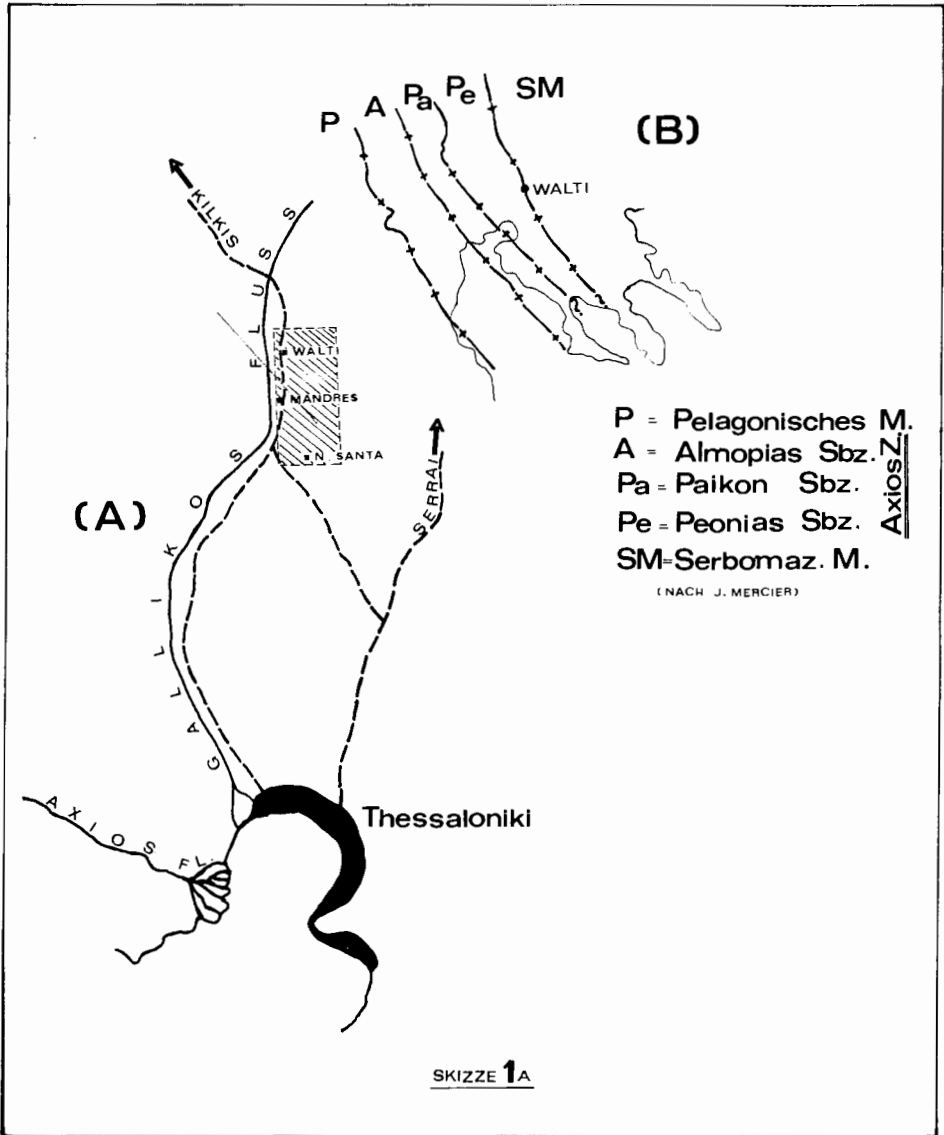 P A Pa Pe SM
(B)
WALTI
KILKIS
GALLIKOS FLUSS
WALTI
MANDRES
N. SANTA
SERRAI
(A)
P = Pelagonisches M.
A = Almopias Sbz.
Pa = Paikon Sbz.
Pe = Peonias Sbz.
Axios Z.
SM = Serbomaz. M.
(NACH J. MERCIER)
Thessaloniki
AXIOS FL.
SKIZZE 1A